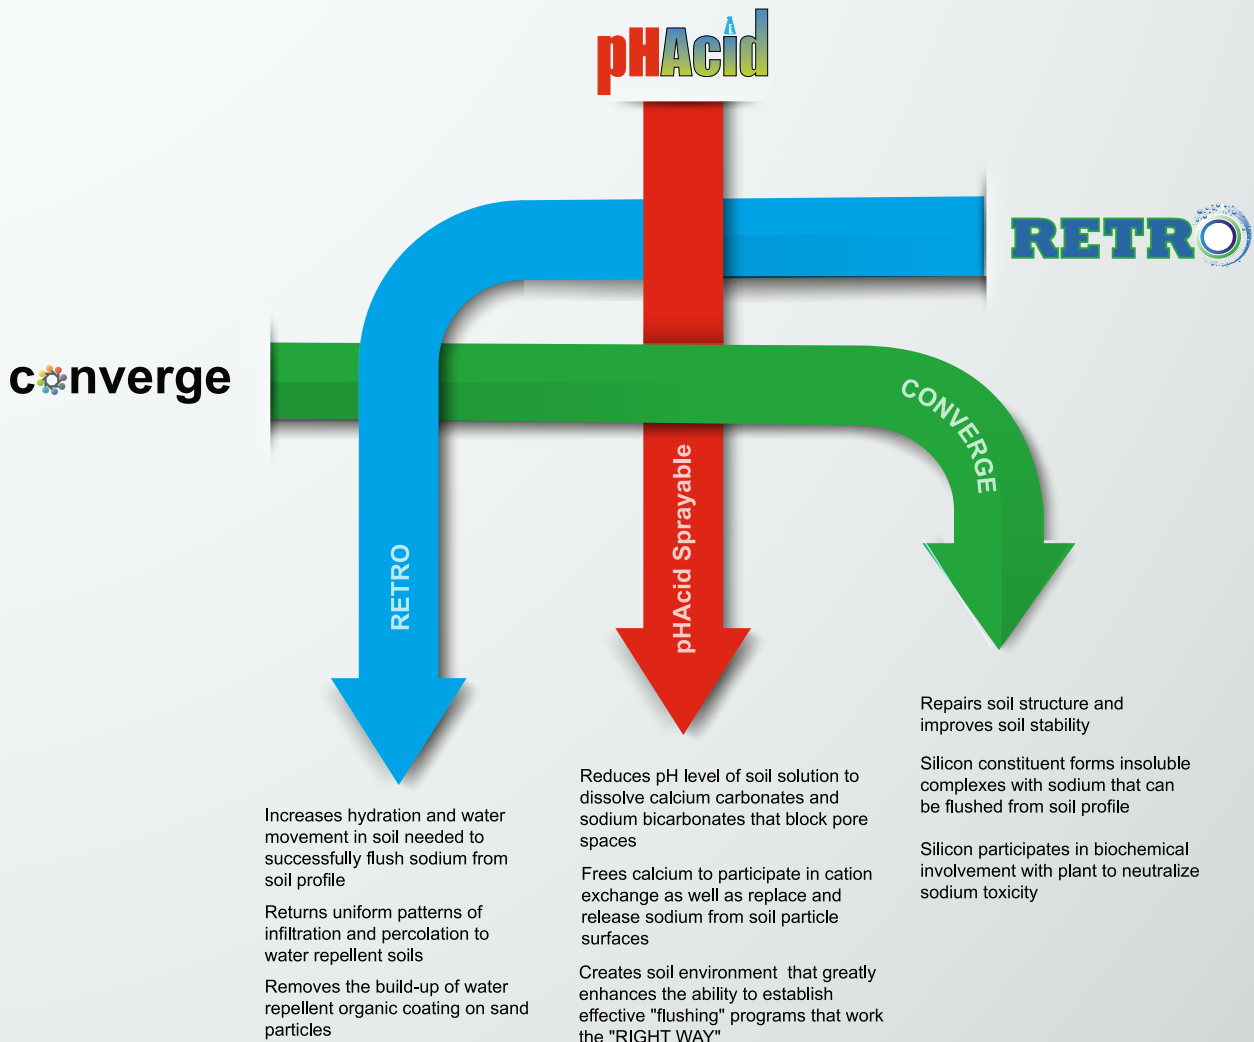 pHAcid
RETRO
converge
CONVERGE
RETRO
pHAcid Sprayable
Increases hydration and water
movement in soil needed to
successfully flush sodium from
soil profile
Returns uniform patterns of
infiltration and percolation to
water repellent soils
Removes the build-up of water
repellent organic coating on sand
particles
Reduces pH level of soil solution to
dissolve calcium carbonates and
sodium bicarbonates that block pore
spaces
Frees calcium to participate in cation
exchange as well as replace and
release sodium from soil particle
surfaces
Creates soil environment  that greatly
enhances the ability to establish
effective "flushing" programs that work
the "RIGHT WAY"
Repairs soil structure and
improves soil stability
Silicon constituent forms insoluble
complexes with sodium that can
be flushed from soil profile
Silicon participates in biochemical
involvement with plant to neutralize
sodium toxicity